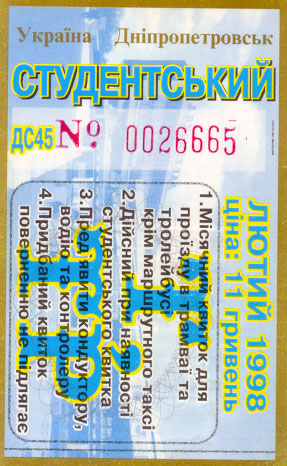 Україна Дніпропетровськ
СТУДЕНТСЬКИЙ
ДС45 № 0026665
ЛЮТИЙ 1998
ціна: 11 гривень
1. Місячний квиток для
проїзду в трамваї та
тролейбусі
крім маршрутного таксі
2. Дійсний при наявності
студентського квитка
3. Пред'являти кондуктору,
водію та контролеру
4. Придбаний квиток
поверненню не підлягає